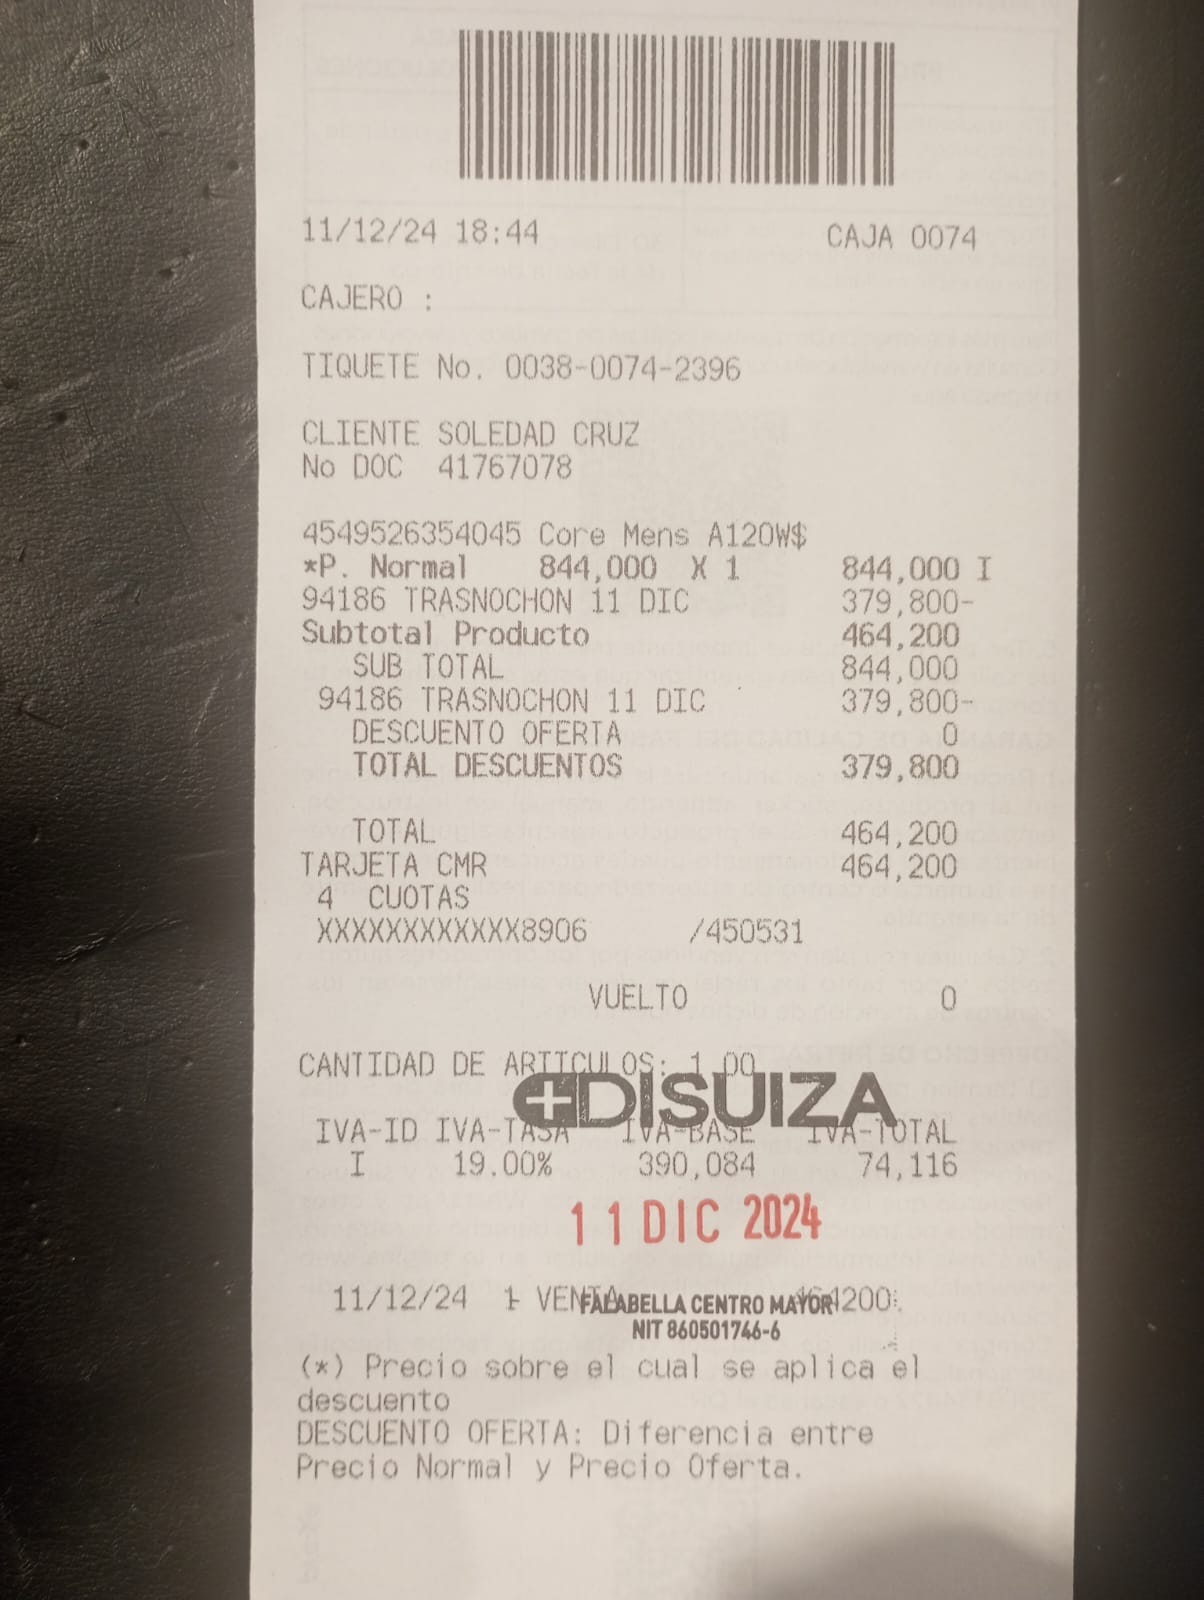 11/12/24 18:44 CAJA 0074
CAJERO :
TIQUETE No. 0038-0074-2396
CLIENTE SOLEDAD CRUZ
No DOC 41767078
4549526354045 Core Mens A120W$
*P. Normal 844,000 X 1 844,000 I
94186 TRASNOCHON 11 DIC 379,800-
Subtotal Producto 464,200
SUB TOTAL 844,000
94186 TRASNOCHON 11 DIC 379,800-
DESCUENTO OFERTA 0
TOTAL DESCUENTOS 379,800
TOTAL 464,200
TARJETA CMR 464,200
4 CUOTAS
XXXXXXXXXXXX8906 /450531
VUELTO 0
CANTIDAD DE ARTICULOS: 1.00
DISUIZA
IVA-ID IVA-TASA IVA-BASE IVA-TOTAL
I 19.00% 390,084 74,116
11 DIC 2024
11/12/24 1 VENTA 464200
FALABELLA CENTRO MAYOR
NIT 860501746-6
(*) Precio sobre el cual se aplica el
descuento
DESCUENTO OFERTA: Diferencia entre
Precio Normal y Precio Oferta.